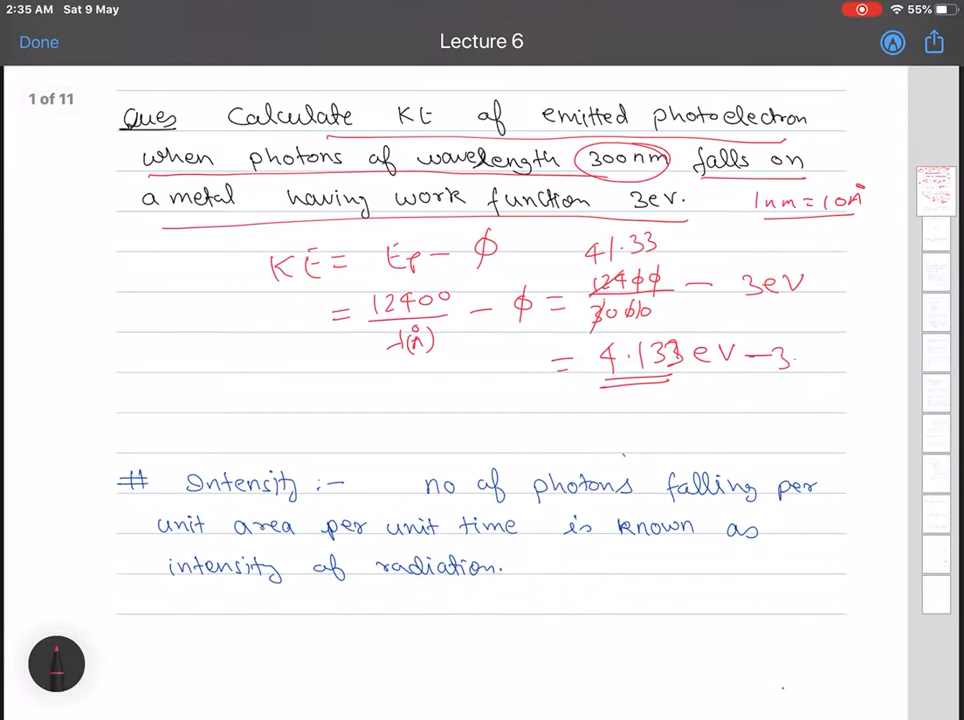 2:35 AM Sat 9 May
55%
Done
Lecture 6
1 of 11
Ques Calculate KE of emitted photoelectron
when photons of wavelength 300nm falls on
a metal having work function 3ev.
1nm = 10Å
KE = Ep - ϕ
41.33
= 12400/λ(Å) - ϕ = 12400/3000 - 3eV
= 4.133eV - 3.
# Intensity :- no of photons falling per
unit area per unit time is known as
intensity of radiation.